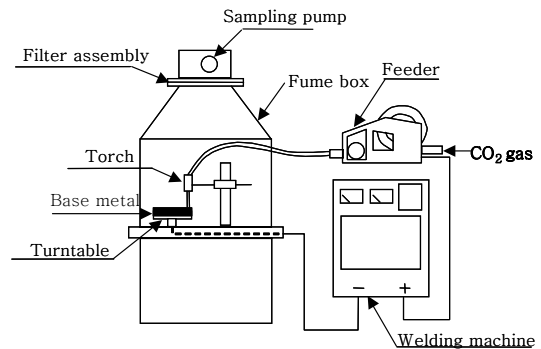 Sampling pump
Filter assembly
Feeder
Fume box
Torch
CO2 gas
Base metal
Turntable
− +
Welding machine